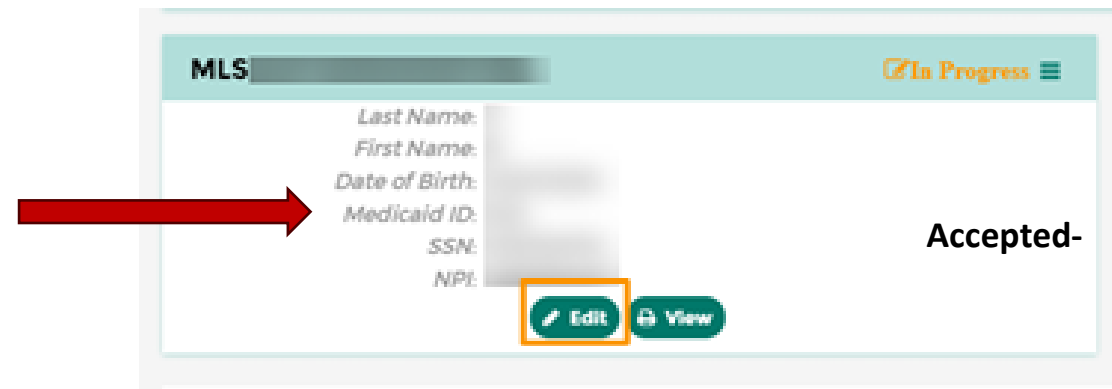 MLS
In Progress
Last Name:
First Name:
Date of Birth:
Medicaid ID:
SSN:
NPI:
Accepted-
Edit View